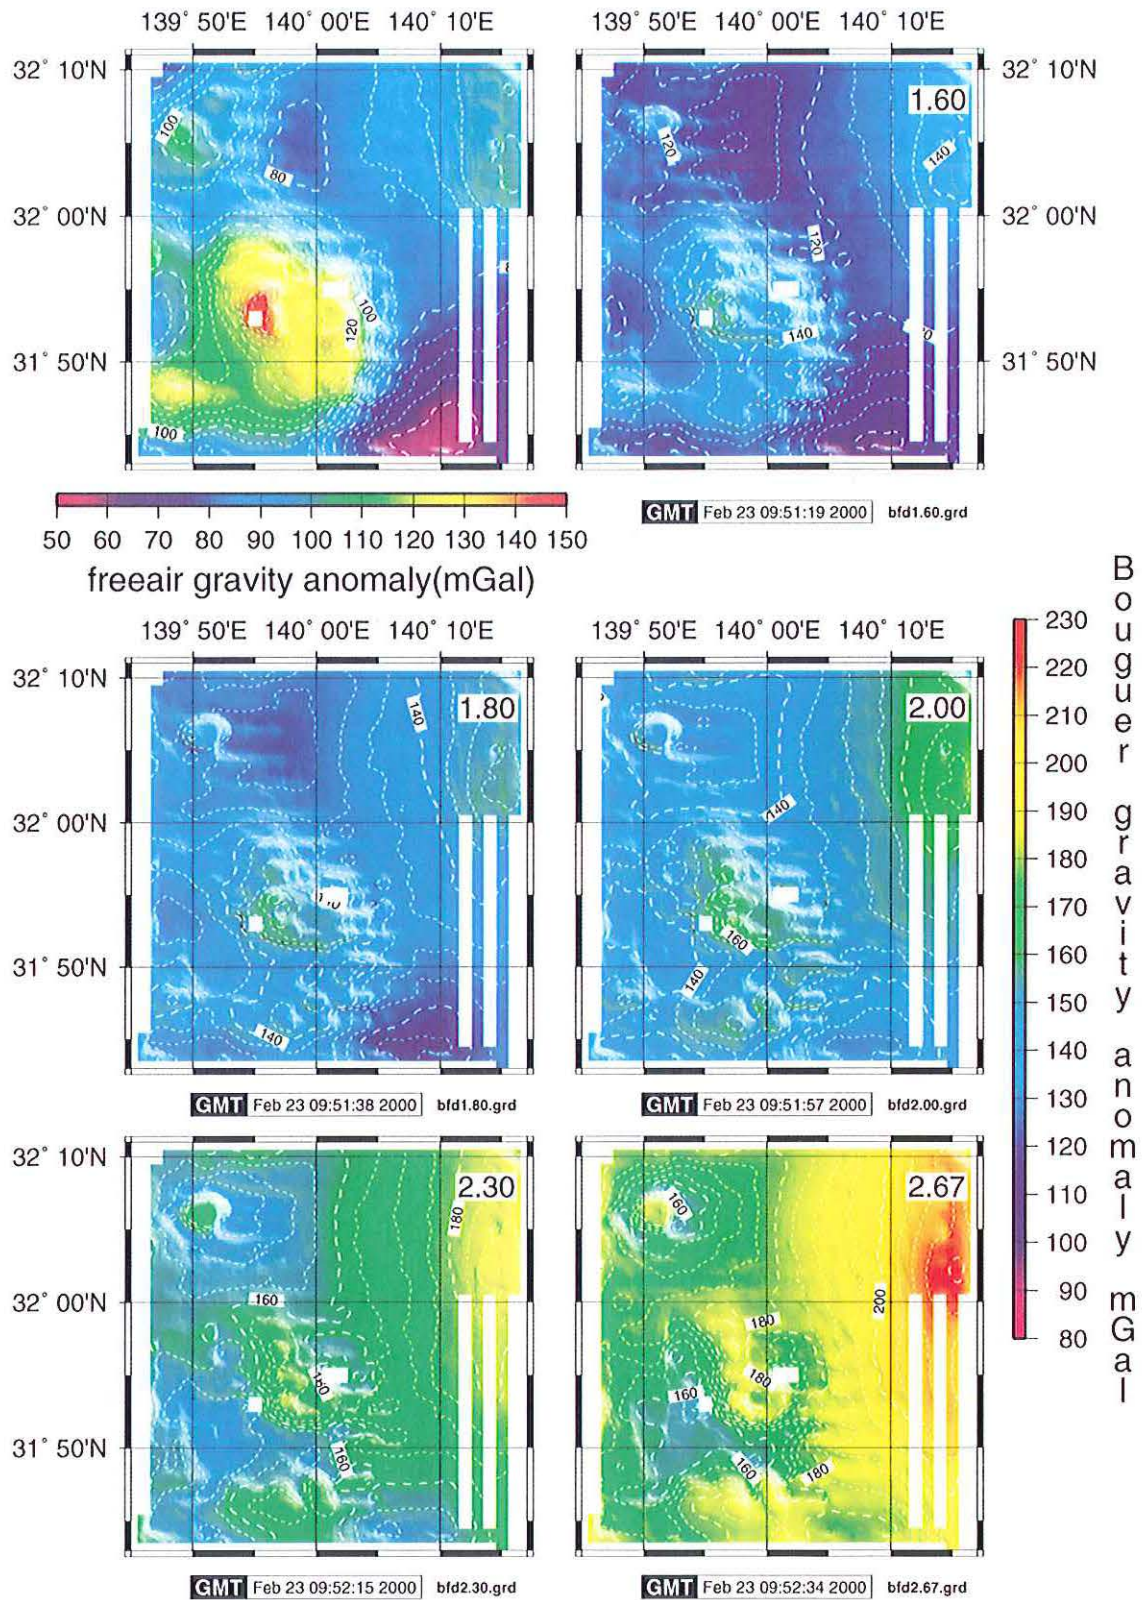 139° 50'E 140° 00'E 140° 10'E
139° 50'E 140° 00'E 140° 10'E
32° 10'N
32° 00'N
31° 50'N
100
80
100
120
100
1.60
120
140
120
140
32° 10'N
32° 00'N
31° 50'N
50 60 70 80 90 100 110 120 130 140 150
freeair gravity anomaly(mGal)
GMT Feb 23 09:51:19 2000 bfd1.60.grd
139° 50'E 140° 00'E 140° 10'E
139° 50'E 140° 00'E 140° 10'E
32° 10'N
32° 00'N
31° 50'N
1.80
140
140
2.00
140
160
140
GMT Feb 23 09:51:38 2000 bfd1.80.grd
GMT Feb 23 09:51:57 2000 bfd2.00.grd
32° 10'N
32° 00'N
31° 50'N
2.30
180
160
160
2.67
160
200
180
180
160
160
180
GMT Feb 23 09:52:15 2000 bfd2.30.grd
GMT Feb 23 09:52:34 2000 bfd2.67.grd
230
220
210
200
190
180
170
160
150
140
130
120
110
100
90
80
Bouguer gravity anomaly mGal